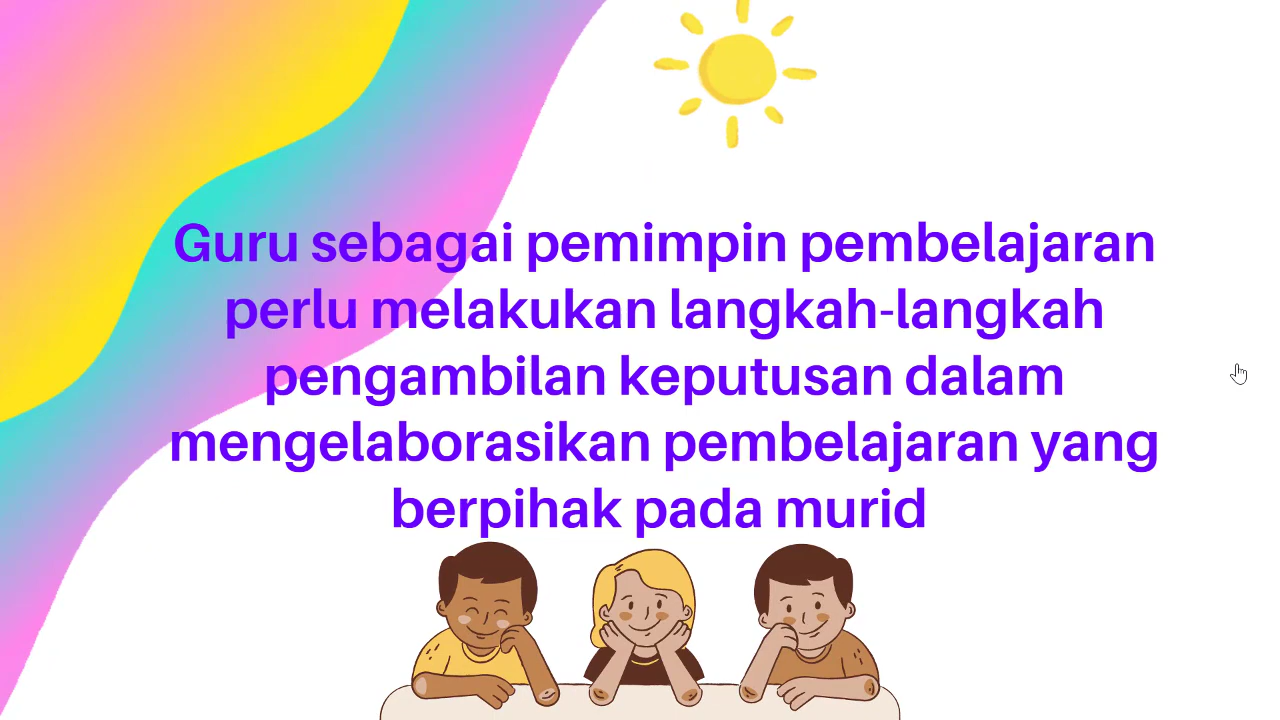 Guru sebagai pemimpin pembelajaran
perlu melakukan langkah-langkah
pengambilan keputusan dalam
mengelaborasikan pembelajaran yang
berpihak pada murid